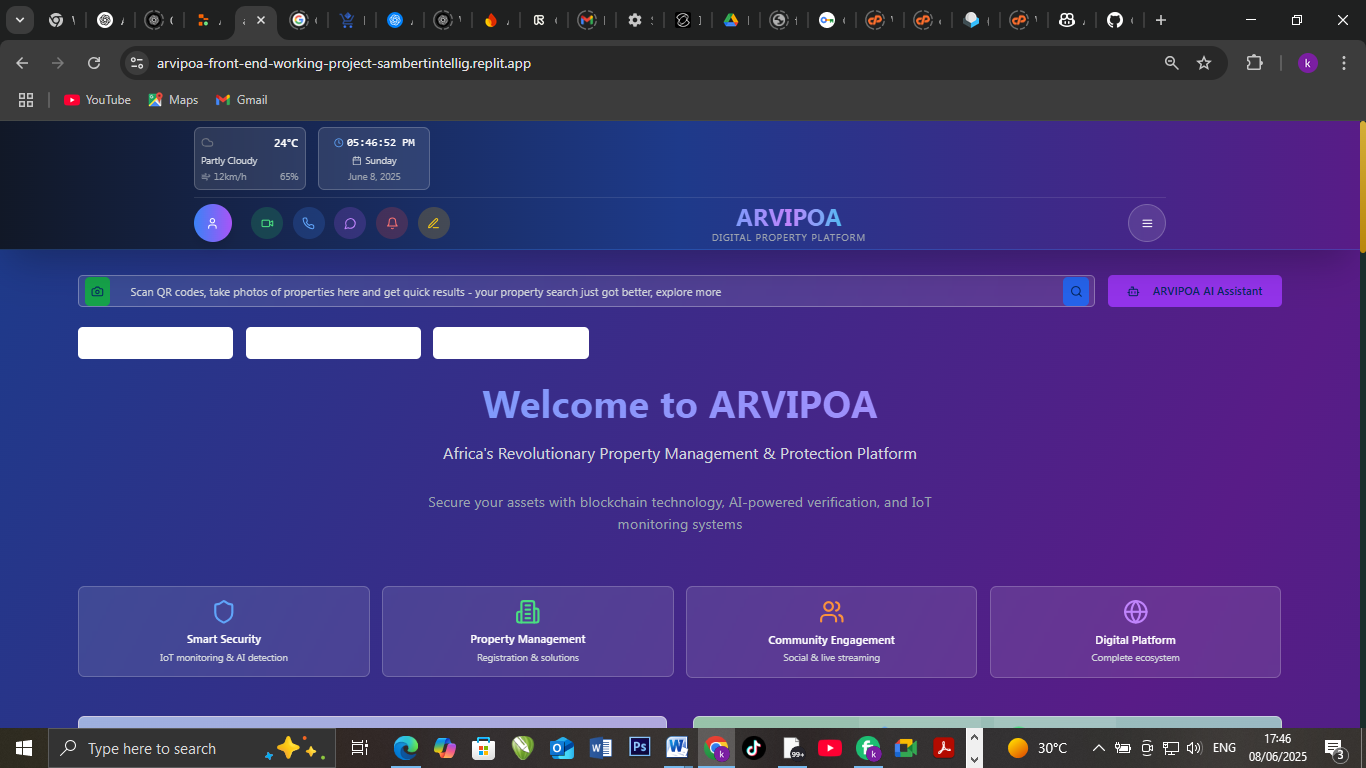 arvipoa-front-end-working-project-sambertintellig.replit.app
YouTube
Maps
Gmail
24°C
Partly Cloudy
12km/h
65%
05:46:52 PM
Sunday
June 8, 2025
ARVIPOA
DIGITAL PROPERTY PLATFORM
Scan QR codes, take photos of properties here and get quick results - your property search just got better, explore more
ARVIPOA AI Assistant
Welcome to ARVIPOA
Africa's Revolutionary Property Management & Protection Platform
Secure your assets with blockchain technology, AI-powered verification, and IoT
monitoring systems
Smart Security
IoT monitoring & AI detection
Property Management
Registration & solutions
Community Engagement
Social & live streaming
Digital Platform
Complete ecosystem
Type here to search
99+
30°C
ENG
17:46
08/06/2025
3